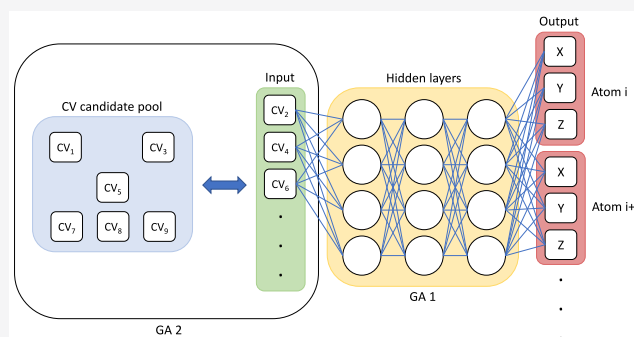 Output
Input
Hidden layers
CV candidate pool
X
Y
Z
Atom i
CV₂
CV₄
CV₆
CV₁
CV₃
CV₅
CV₇
CV₈
CV₉
X
Y
Z
Atom i+
GA 1
GA 2